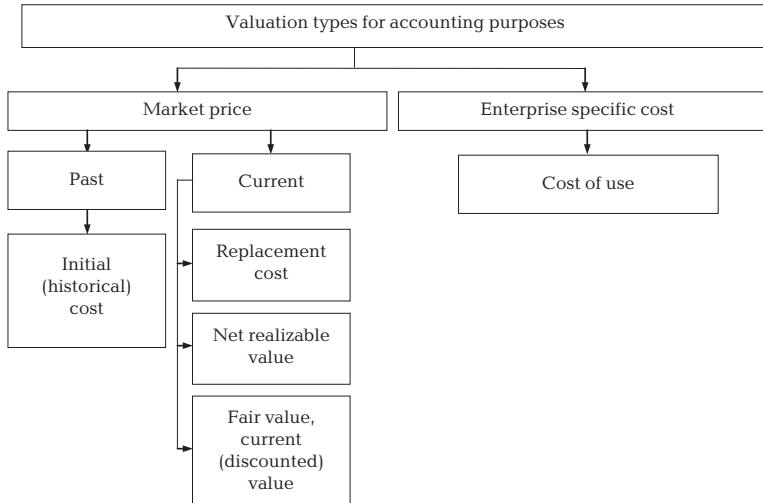 Valuation types for accounting purposes
Market price
Enterprise specific cost
Past
Current
Cost of use
Initial
(historical)
cost
Replacement
cost
Net realizable
value
Fair value,
current
(discounted)
value